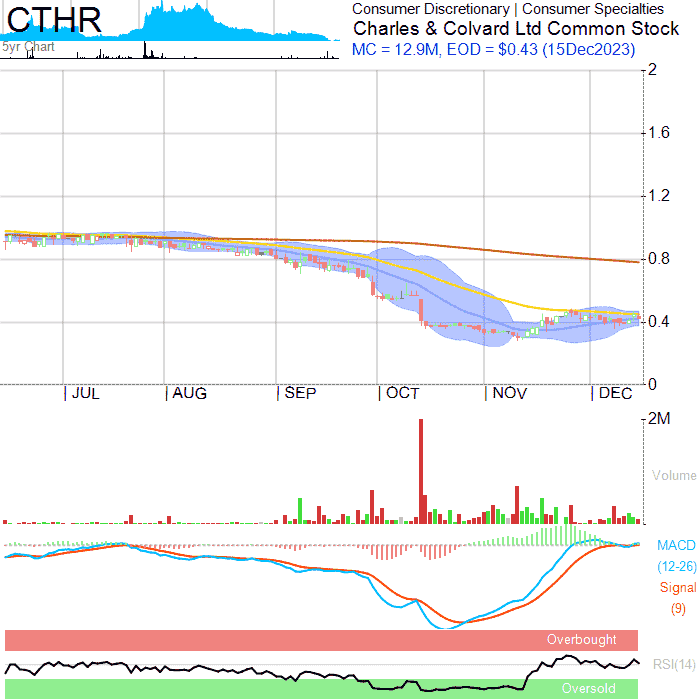 CTHR
5yr Chart
Consumer Discretionary | Consumer Specialties
Charles & Colvard Ltd Common Stock
MC = 12.9M, EOD = $0.43 (15Dec2023)
2
1.6
1.2
0.8
0.4
0
JUL AUG SEP OCT NOV DEC
2M
Volume
MACD
(12-26)
Signal
(9)
Overbought
RSI(14)
Oversold